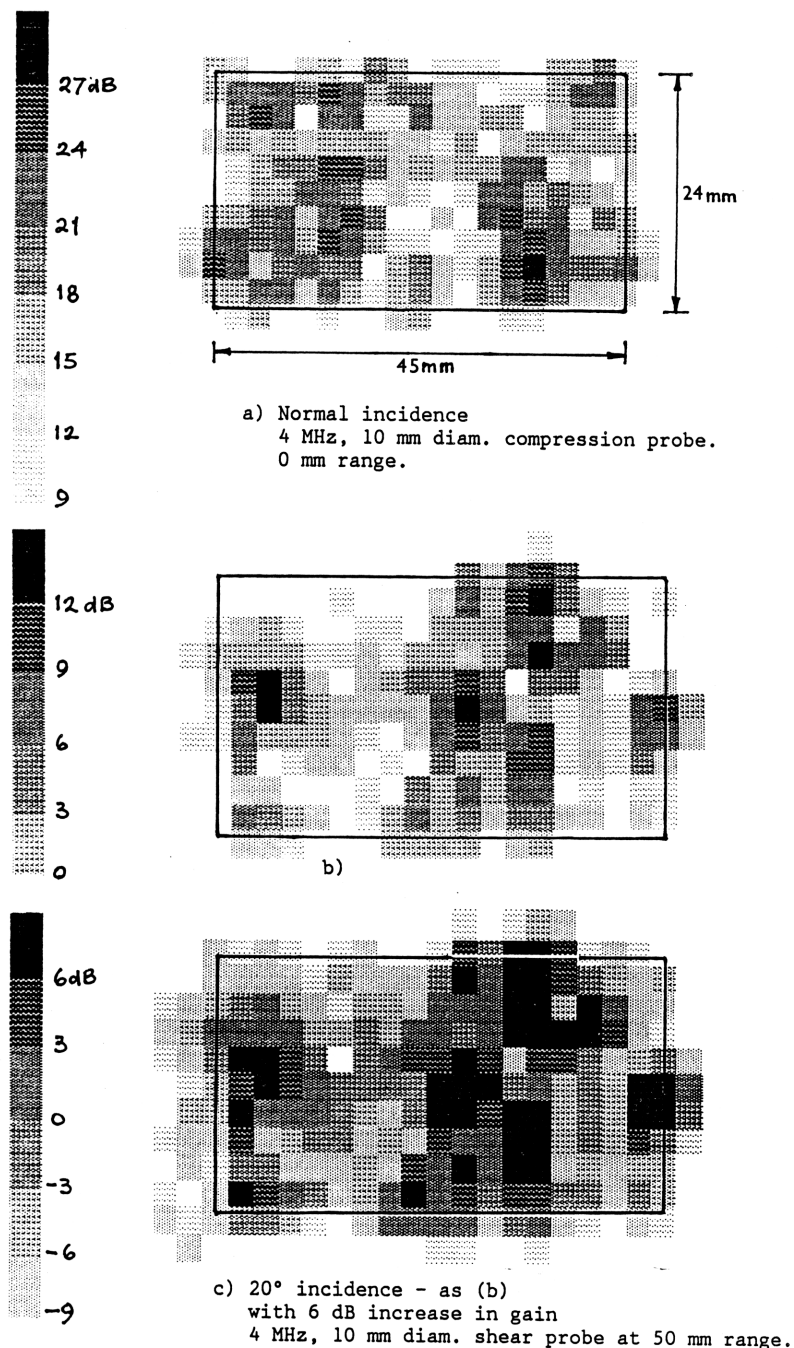 27dB
24
21
18
15
12
9
24mm
45mm
a) Normal incidence
4 MHz, 10 mm diam. compression probe.
0 mm range.
12 dB
9
6
3
0
b)
6dB
3
0
-3
-6
-9
c) 20° incidence - as (b)
with 6 dB increase in gain
4 MHz, 10 mm diam. shear probe at 50 mm range.